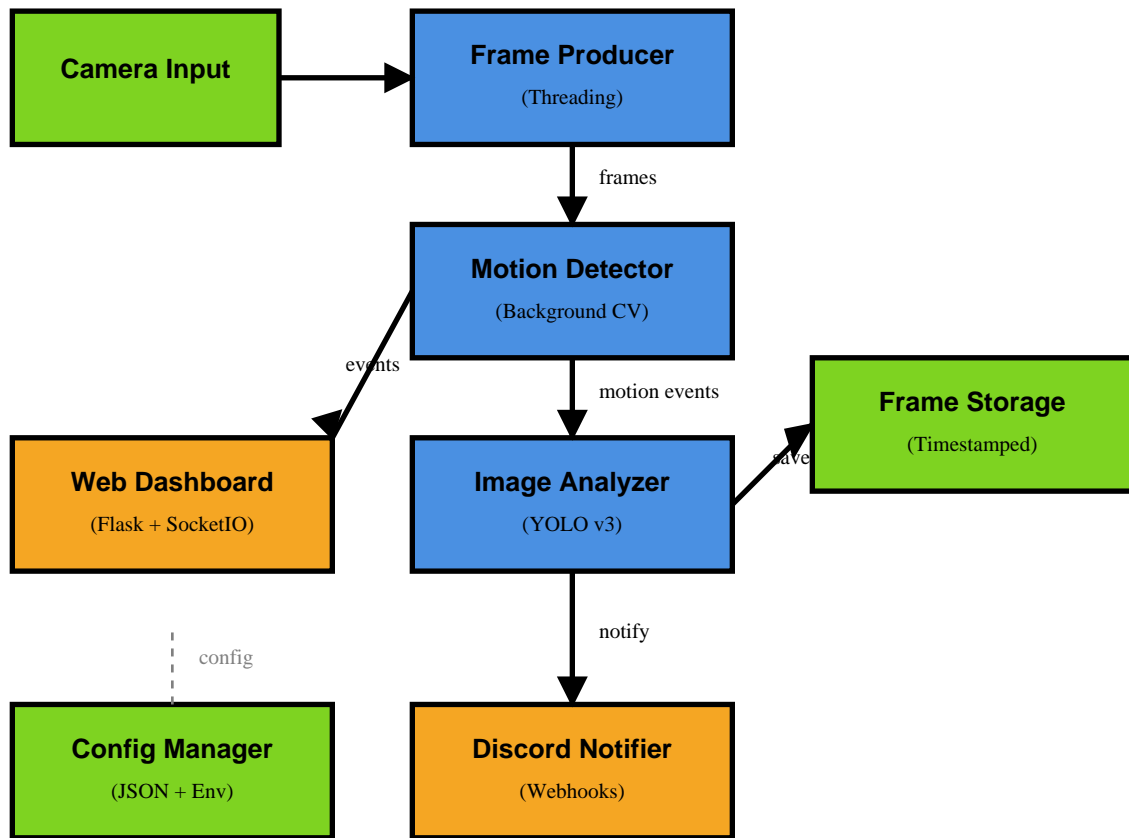 Camera Input
Frame Producer
(Threading)
frames
Motion Detector
(Background CV)
events
motion events
Frame Storage
(Timestamped)
save
Web Dashboard
(Flask + SocketIO)
Image Analyzer
(YOLO v3)
notify
config
Config Manager
(JSON + Env)
Discord Notifier
(Webhooks)